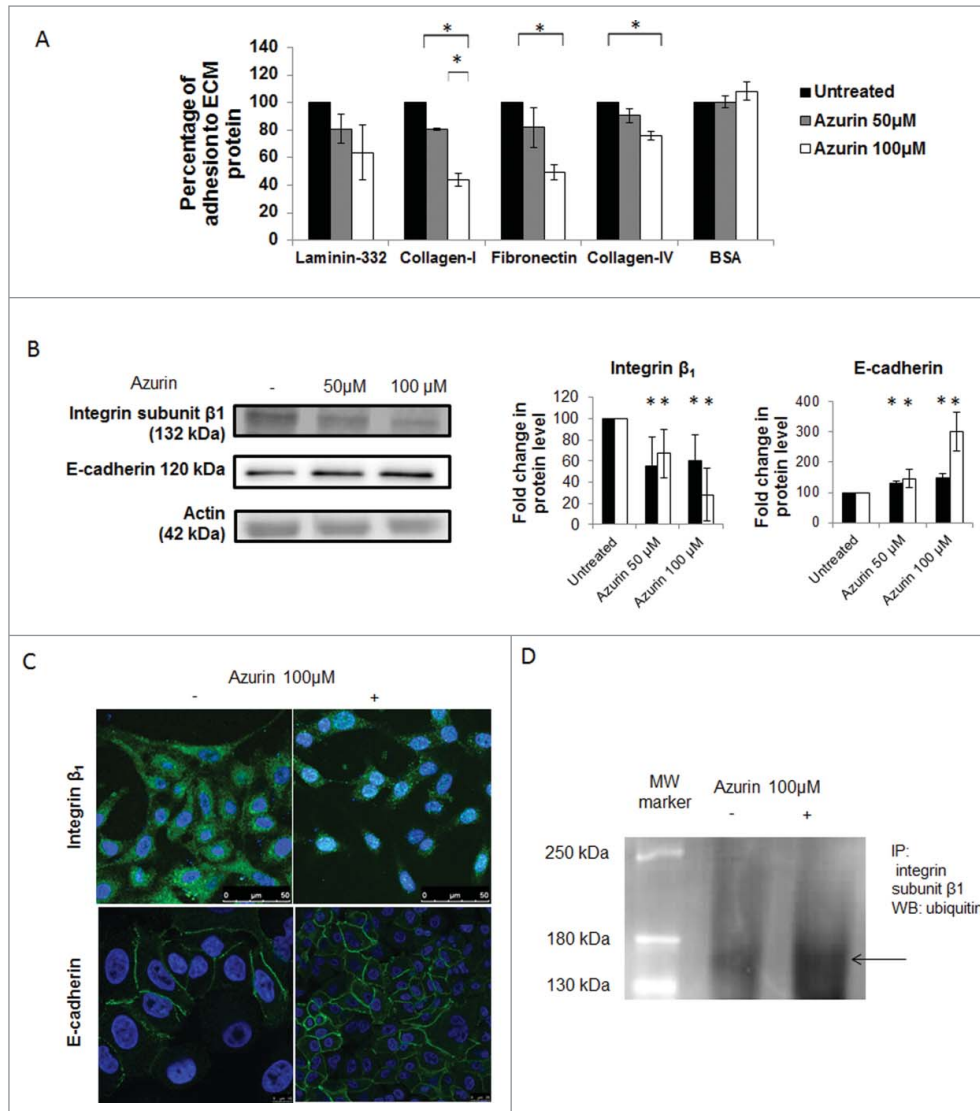 A
* * * *
140
120
100
80
60
40
20
0
Percentage of
adhesion to ECM
protein
Laminin-332 Collagen-I Fibronectin Collagen-IV BSA
Untreated
Azurin 50µM
Azurin 100µM
B
Azurin - 50µM 100 µM
Integrin subunit β1
(132 kDa)
E-cadherin 120 kDa
Actin
(42 kDa)
Integrin β₁
Fold change in
protein level
120
100
80
60
40
20
0
* * * *
Untreated
Azurin 50 µM
Azurin 100 µM
E-cadherin
Fold change in
protein level
400
300
200
100
0
* * * *
Untreated
Azurin 50 µM
Azurin 100 µM
C
Azurin 100µM
- +
Integrin β₁
0 µm 50
0 µm 50
E-cadherin
D
MW
marker
Azurin 100µM
- +
250 kDa
180 kDa
130 kDa
IP:
integrin
subunit β1
WB: ubiquitin